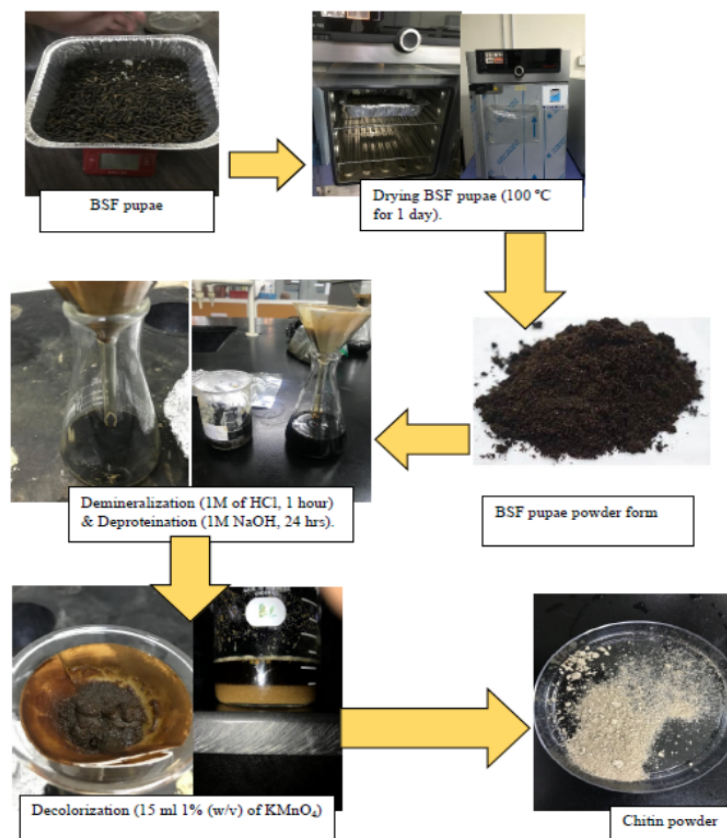 BSF pupae
Drying BSF pupae (100 °C
for 1 day).
BSF pupae powder form
Demineralization (1M of HCl, 1 hour)
& Deproteination (1M NaOH, 24 hrs).
Decolorization (15 ml 1% (w/v) of KMnO₄)
Chitin powder